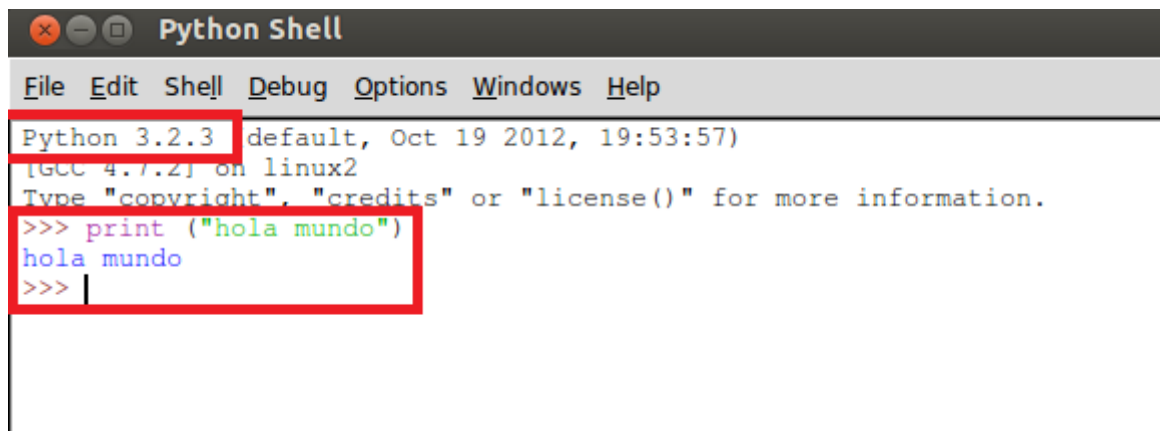 Python Shell
File Edit Shell Debug Options Windows Help
Python 3.2.3 default, Oct 19 2012, 19:53:57)
[GCC 4.7.2] on linux2
Type "copyright", "credits" or "license()" for more information.
>>> print ("hola mundo")
hola mundo
>>>